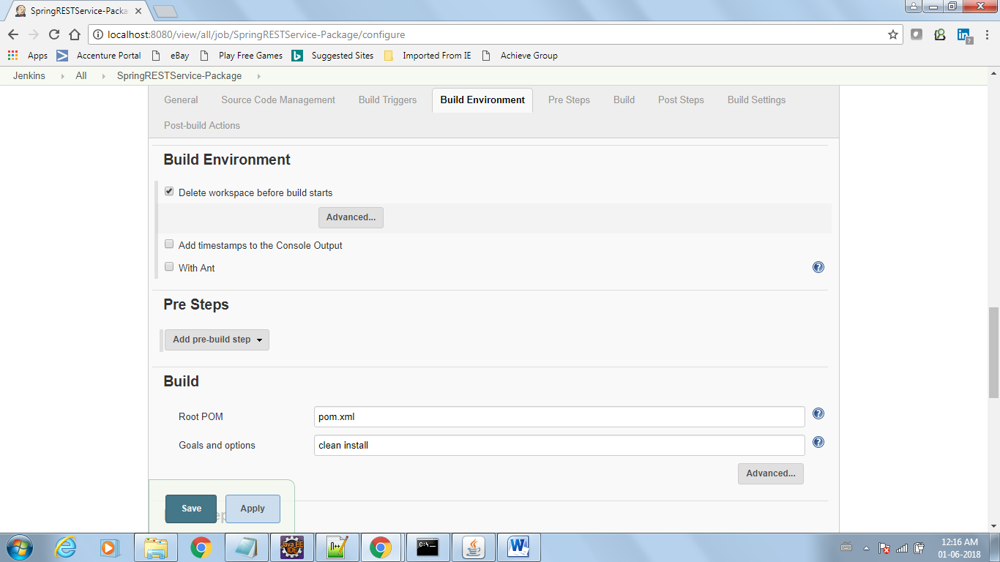 SpringRESTService-Packa
localhost:8080/view/all/job/SpringRESTService-Package/configure
Apps Accenture Portal eBay Play Free Games Suggested Sites Imported From IE Achieve Group
Jenkins All SpringRESTService-Package
General Source Code Management Build Triggers Build Environment Pre Steps Build Post Steps Build Settings
Post-build Actions
Build Environment
Delete workspace before build starts
Advanced...
Add timestamps to the Console Output
With Ant
Pre Steps
Add pre-build step
Build
Root POM pom.xml
Goals and options clean install
Advanced...
Save Apply
12:16 AM
01-06-2018